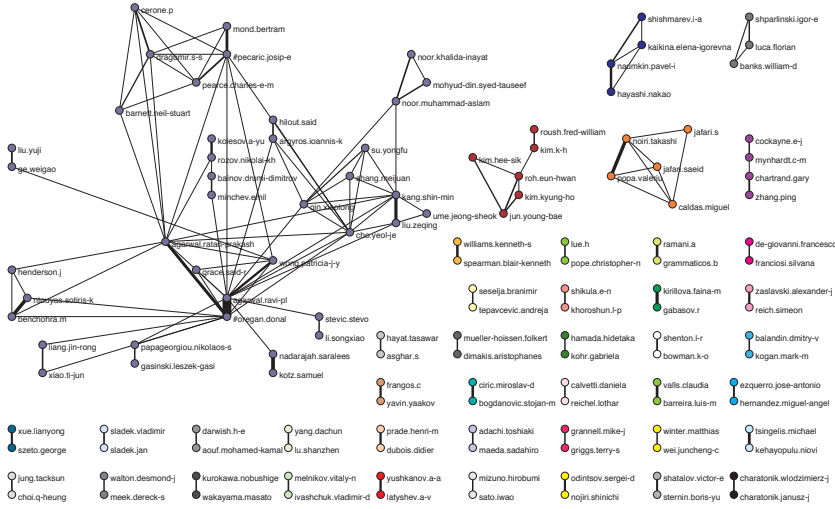 cerone.p
mond.bertram
dragomir.s-s
#pecaric.josip-e
pearce.charles-e-m
barnett.neil-stuart
noor.khalida-inayat
mohyud-din.syed-tauseef
noor.muhammad-aslam
shishmarev.i-a
kaikina.elena-igorevna
naumkin.pavel-i
hayashi.nakao
shparlinski.igor-e
luca.florian
banks.william-d
hilout.said
argyros.ioannis-k
kolesov.a-yu
rozov.nikolai-kh
bainov.drumi-dimitrov
minchev.emil
liu.yuji
ge.weigao
su.yongfu
shang.meijuan
qin.xiaolong
kang.shin-min
ume.jeong-sheok
liu.zeqing
cho.yeol-je
roush.fred-william
kim.k-h
kim.hee-sik
roh.eun-hwan
kim.kyung-ho
jun.young-bae
noiri.takashi
jafari.s
jafari.saeid
popa.valeriu
caldas.miguel
cockayne.e-j
mynhardt.c-m
chartrand.gary
zhang.ping
agarwal.ratan-prakash
wong.patricia-j-y
grace.said-r
henderson.j
ntouyas.sotiris-k
benchohra.m
agarwal.ravi-pl
#oregan.donal
stevic.stevo
li.songxiao
liang.jin-rong
xiao.ti-jun
papageorgiou.nikolaos-s
gasinski.leszek-gasi
nadarajah.saralees
kotz.samuel
williams.kenneth-s
spearman.blair-kenneth
lue.h
pope.christopher-n
ramani.a
grammaticos.b
de-giovanni.francesco
franciosi.silvana
seselja.branimir
tepavcevic.andreja
shikula.e-n
khoroshun.l-p
kirillova.faina-m
gabasov.r
zaslavskii.alexander-j
reich.simeon
hayat.tasawar
asghar.s
mueller-hoissen.folkert
dimakis.aristophanes
hamada.hidetaka
kohr.gabriela
shenton.l-r
bowman.k-o
balandin.dmitry-v
kogan.mark-m
frangos.c
yavin.yaakov
ciric.miroslav-d
bogdanovic.stojan-m
calvetti.daniela
reichel.lothar
valls.claudia
barreira.luis-m
ezquerro.jose-antonio
hernandez.miguel-angel
xue.lianyong
szeto.george
sladek.vladimir
sladek.jan
darwish.h-e
aouf.mohamed-kamal
yang.dachun
lu.shanzhen
prade.henri-m
dubois.didier
adachi.toshiaki
maeda.sadahiro
grannell.mike-j
griggs.terry-s
winter.matthias
wei.juncheng-c
tsingelis.michael
kehayopulu.niovi
jung.tacksun
choi.q-heung
walton.desmond-j
meek.dereck-s
kurokawa.nobushige
wakayama.masato
melnikov.vitaly-n
ivashchuk.vladimir-d
yushkanov.a-a
latyshev.a-v
mizuno.hirobumi
sato.iwao
odintsov.sergei-d
nojiri.shinichi
shatalov.victor-e
sternin.boris-yu
charatonik.wlodzimierz-j
charatonik.janusz-j